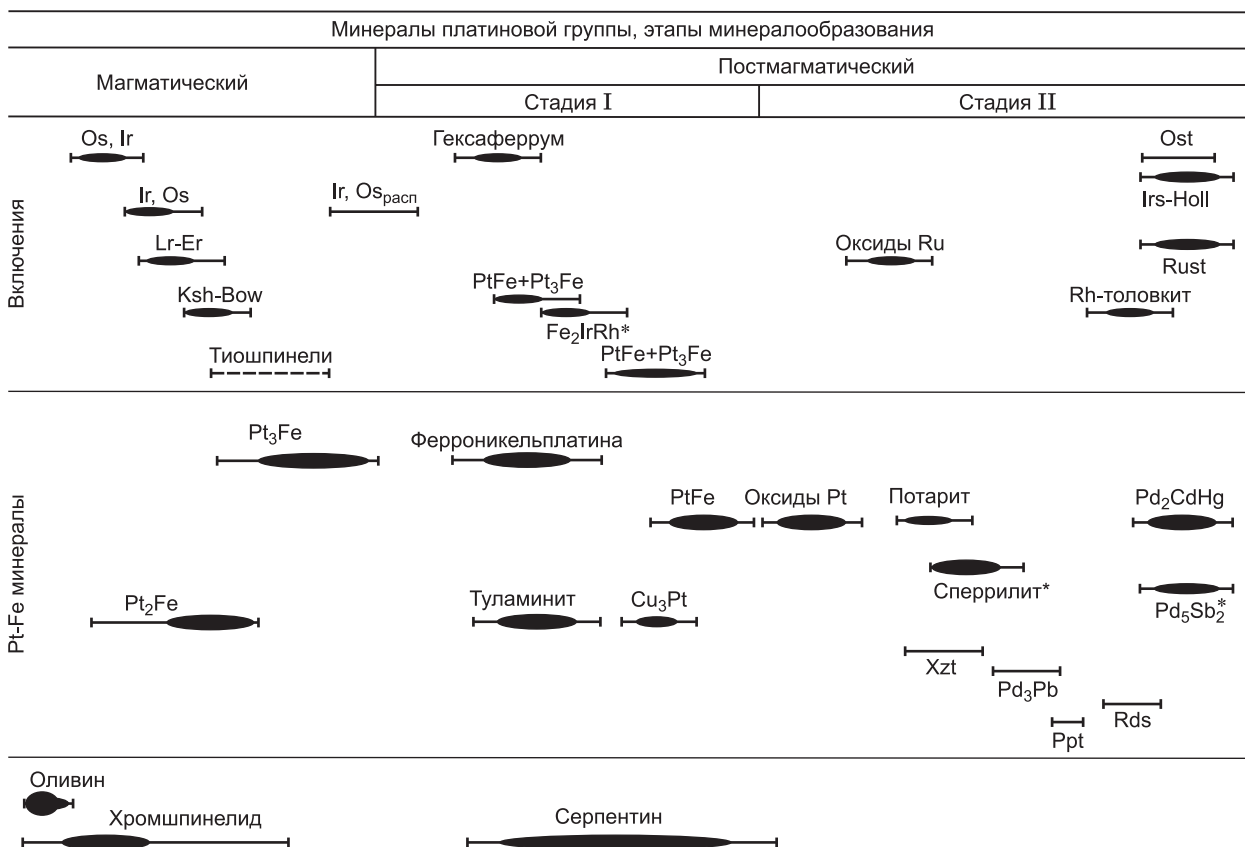 Минералы платиновой группы, этапы минералообразования
Магматический
Постмагматический
Стадия I
Стадия II
Включения
Os, Ir
Гексаферрум
Ost
Ir, Os
Ir, Os расп
Irs-Holl
Lr-Er
Оксиды Ru
Rust
Ksh-Bow
PtFe+Pt₃Fe
Rh-толовкит
Fe₂IrRh*
Тиошпинели
PtFe+Pt₃Fe
Pt-Fe минералы
Pt₃Fe
Ферроникельплатина
PtFe
Оксиды Pt
Потарит
Pd₂CdHg
Сперрилит*
Pt₂Fe
Туламинит
Cu₃Pt
Pd₅Sb₂*
Xzt
Pd₃Pb
Rds
Ppt
Оливин
Хромшпинелид
Серпентин